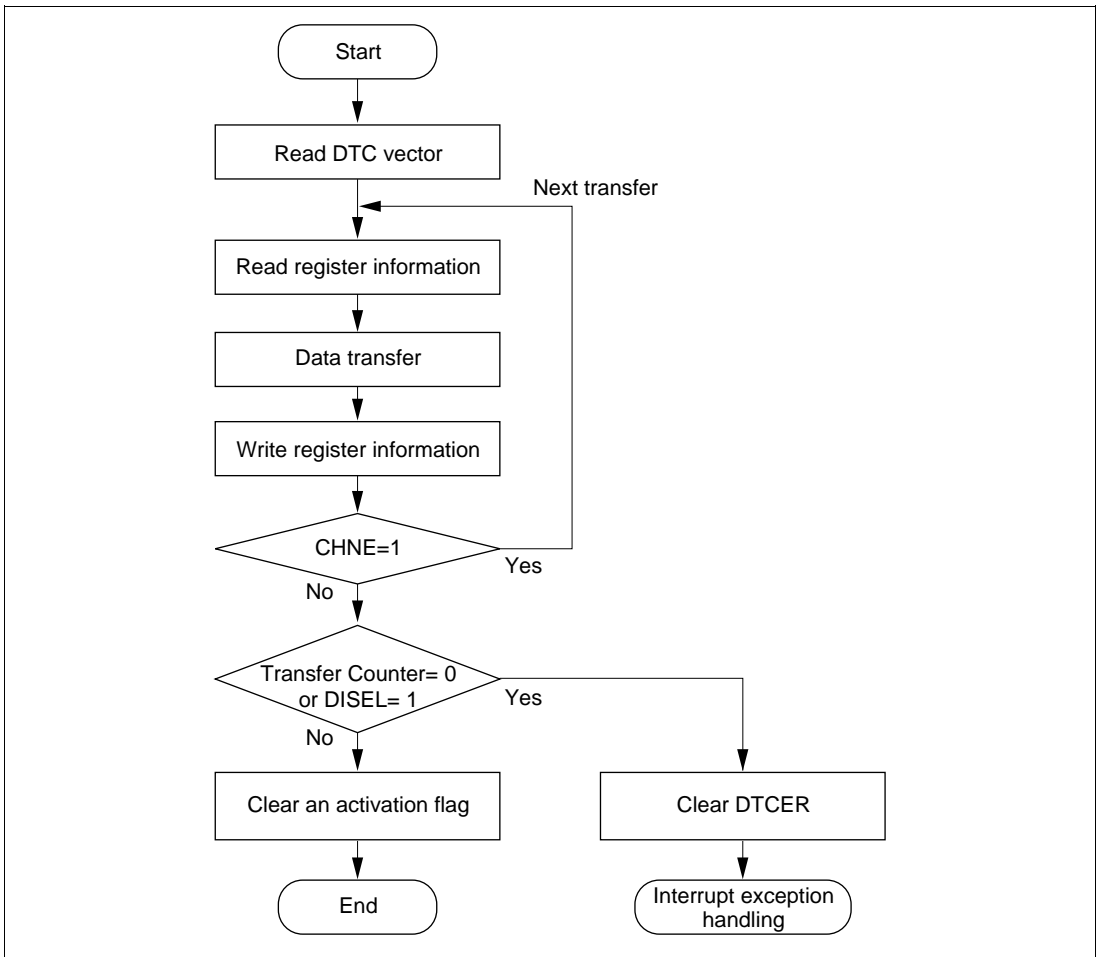 Start
Read DTC vector
Next transfer
Read register information
Data transfer
Write register information
CHNE=1
Yes
No
Transfer Counter= 0
or DISEL= 1
Yes
No
Clear an activation flag
Clear DTCER
End
Interrupt exception
handling